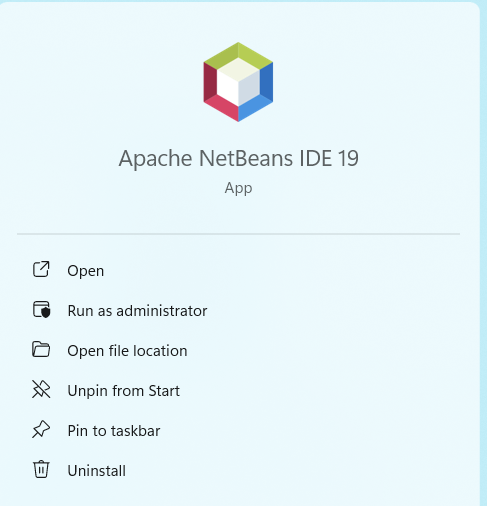 Apache NetBeans IDE 19
App
Open
Run as administrator
Open file location
Unpin from Start
Pin to taskbar
Uninstall